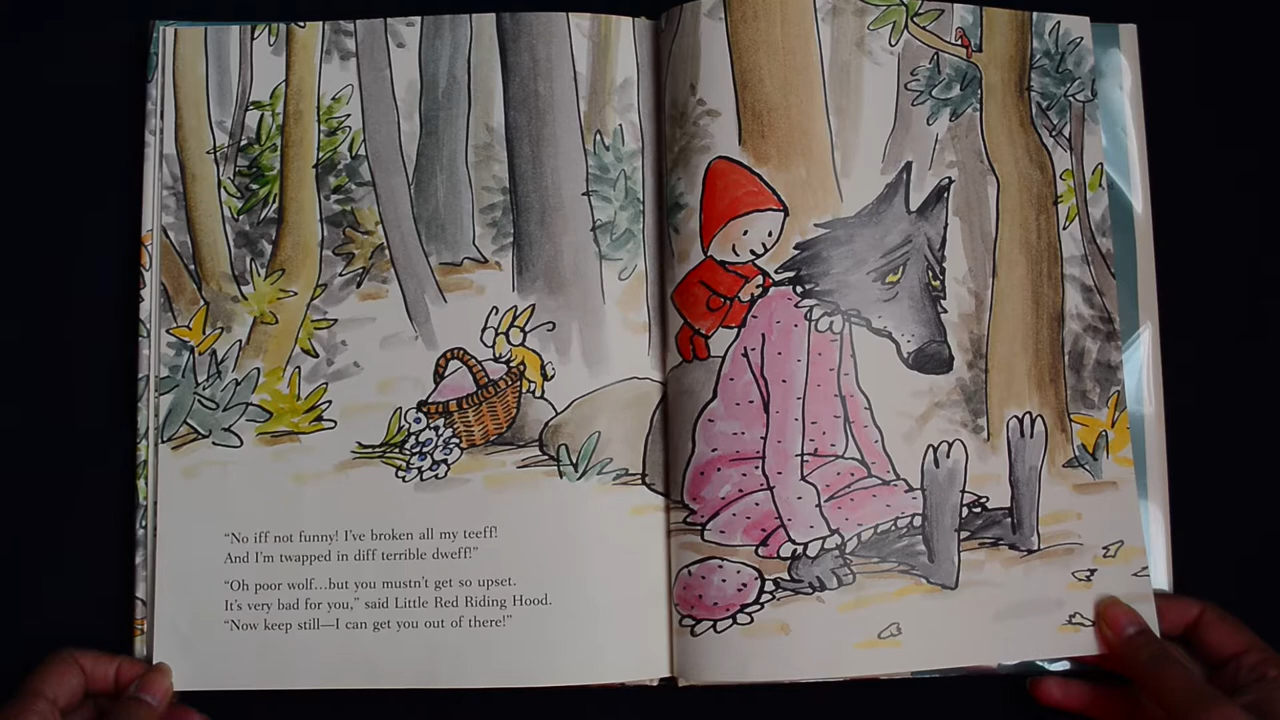 “No iff not funny! I’ve broken all my teeff!
And I’m twapped in diff terrible dweff!”
“Oh poor wolf...but you mustn’t get so upset.
It’s very bad for you,” said Little Red Riding Hood.
“Now keep still—I can get you out of there!”